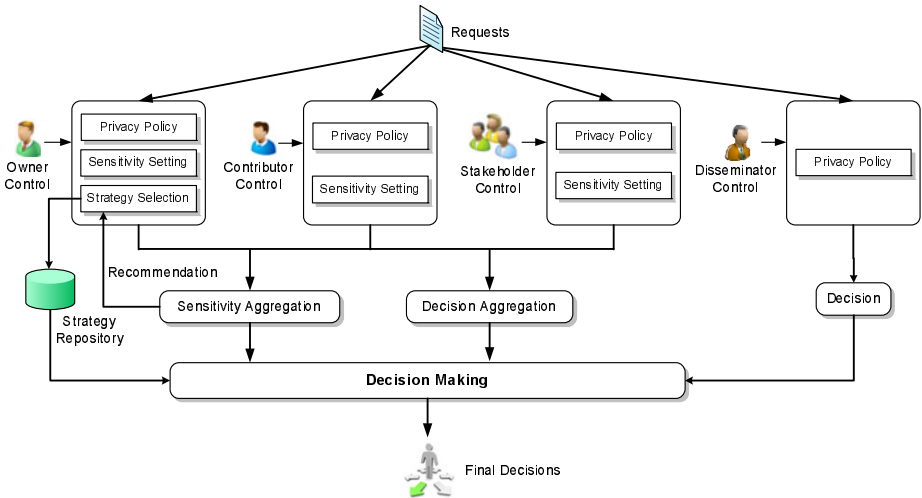 Requests
Owner
Control
Privacy Policy
Sensitivity Setting
Strategy Selection
Contributor
Control
Privacy Policy
Sensitivity Setting
Stakeholder
Control
Privacy Policy
Sensitivity Setting
Disseminator
Control
Privacy Policy
Recommendation
Strategy
Repository
Sensitivity Aggregation
Decision Aggregation
Decision
Decision Making
Final Decisions